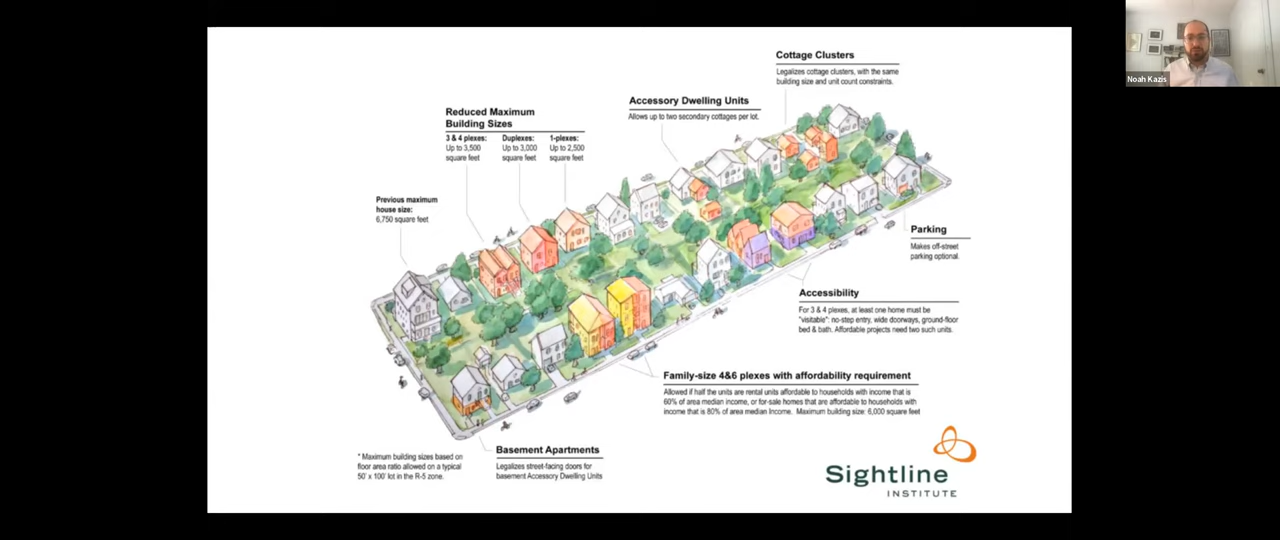 Noah Kazis
Cottage Clusters
Legalizes cottage clusters, with the same
building size and unit count constraints.
Accessory Dwelling Units
Allows up to two secondary cottages per lot.
Reduced Maximum
Building Sizes
3 & 4 plexes:
Up to 3,500
square feet
Duplexes:
Up to 3,000
square feet
1-plexes:
Up to 2,500
square feet
Previous maximum
house size:
6,750 square feet
Parking
Makes off-street
parking optional.
Accessibility
For 3 & 4 plexes, at least one home must be
"visitable": no-step entry, wide doorways, ground-floor
bed & bath. Affordable projects need two such units.
Family-size 4&6 plexes with affordability requirement
Allowed if half the units are rental units affordable to households with income that is
60% of area median income, or for-sale homes that are affordable to households with
income that is 80% of area median Income. Maximum building size: 6,000 square feet
Basement Apartments
Legalizes street-facing doors for
basement Accessory Dwelling Units
* Maximum building sizes based on
floor area ratio allowed on a typical
50' x 100' lot in the R-5 zone.
Sightline
INSTITUTE